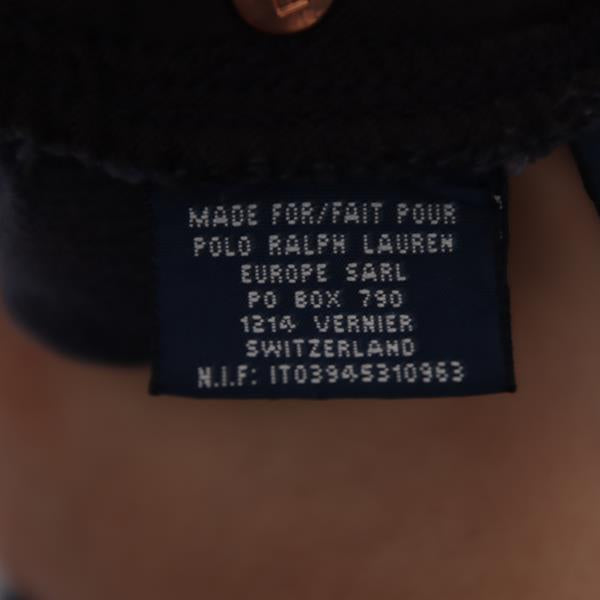 MADE FOR/FAIT POUR
POLO RALPH LAUREN
EUROPE SARL
PO BOX 790
1214 VERNIER
SWITZERLAND
N.I.F: IT03945310963